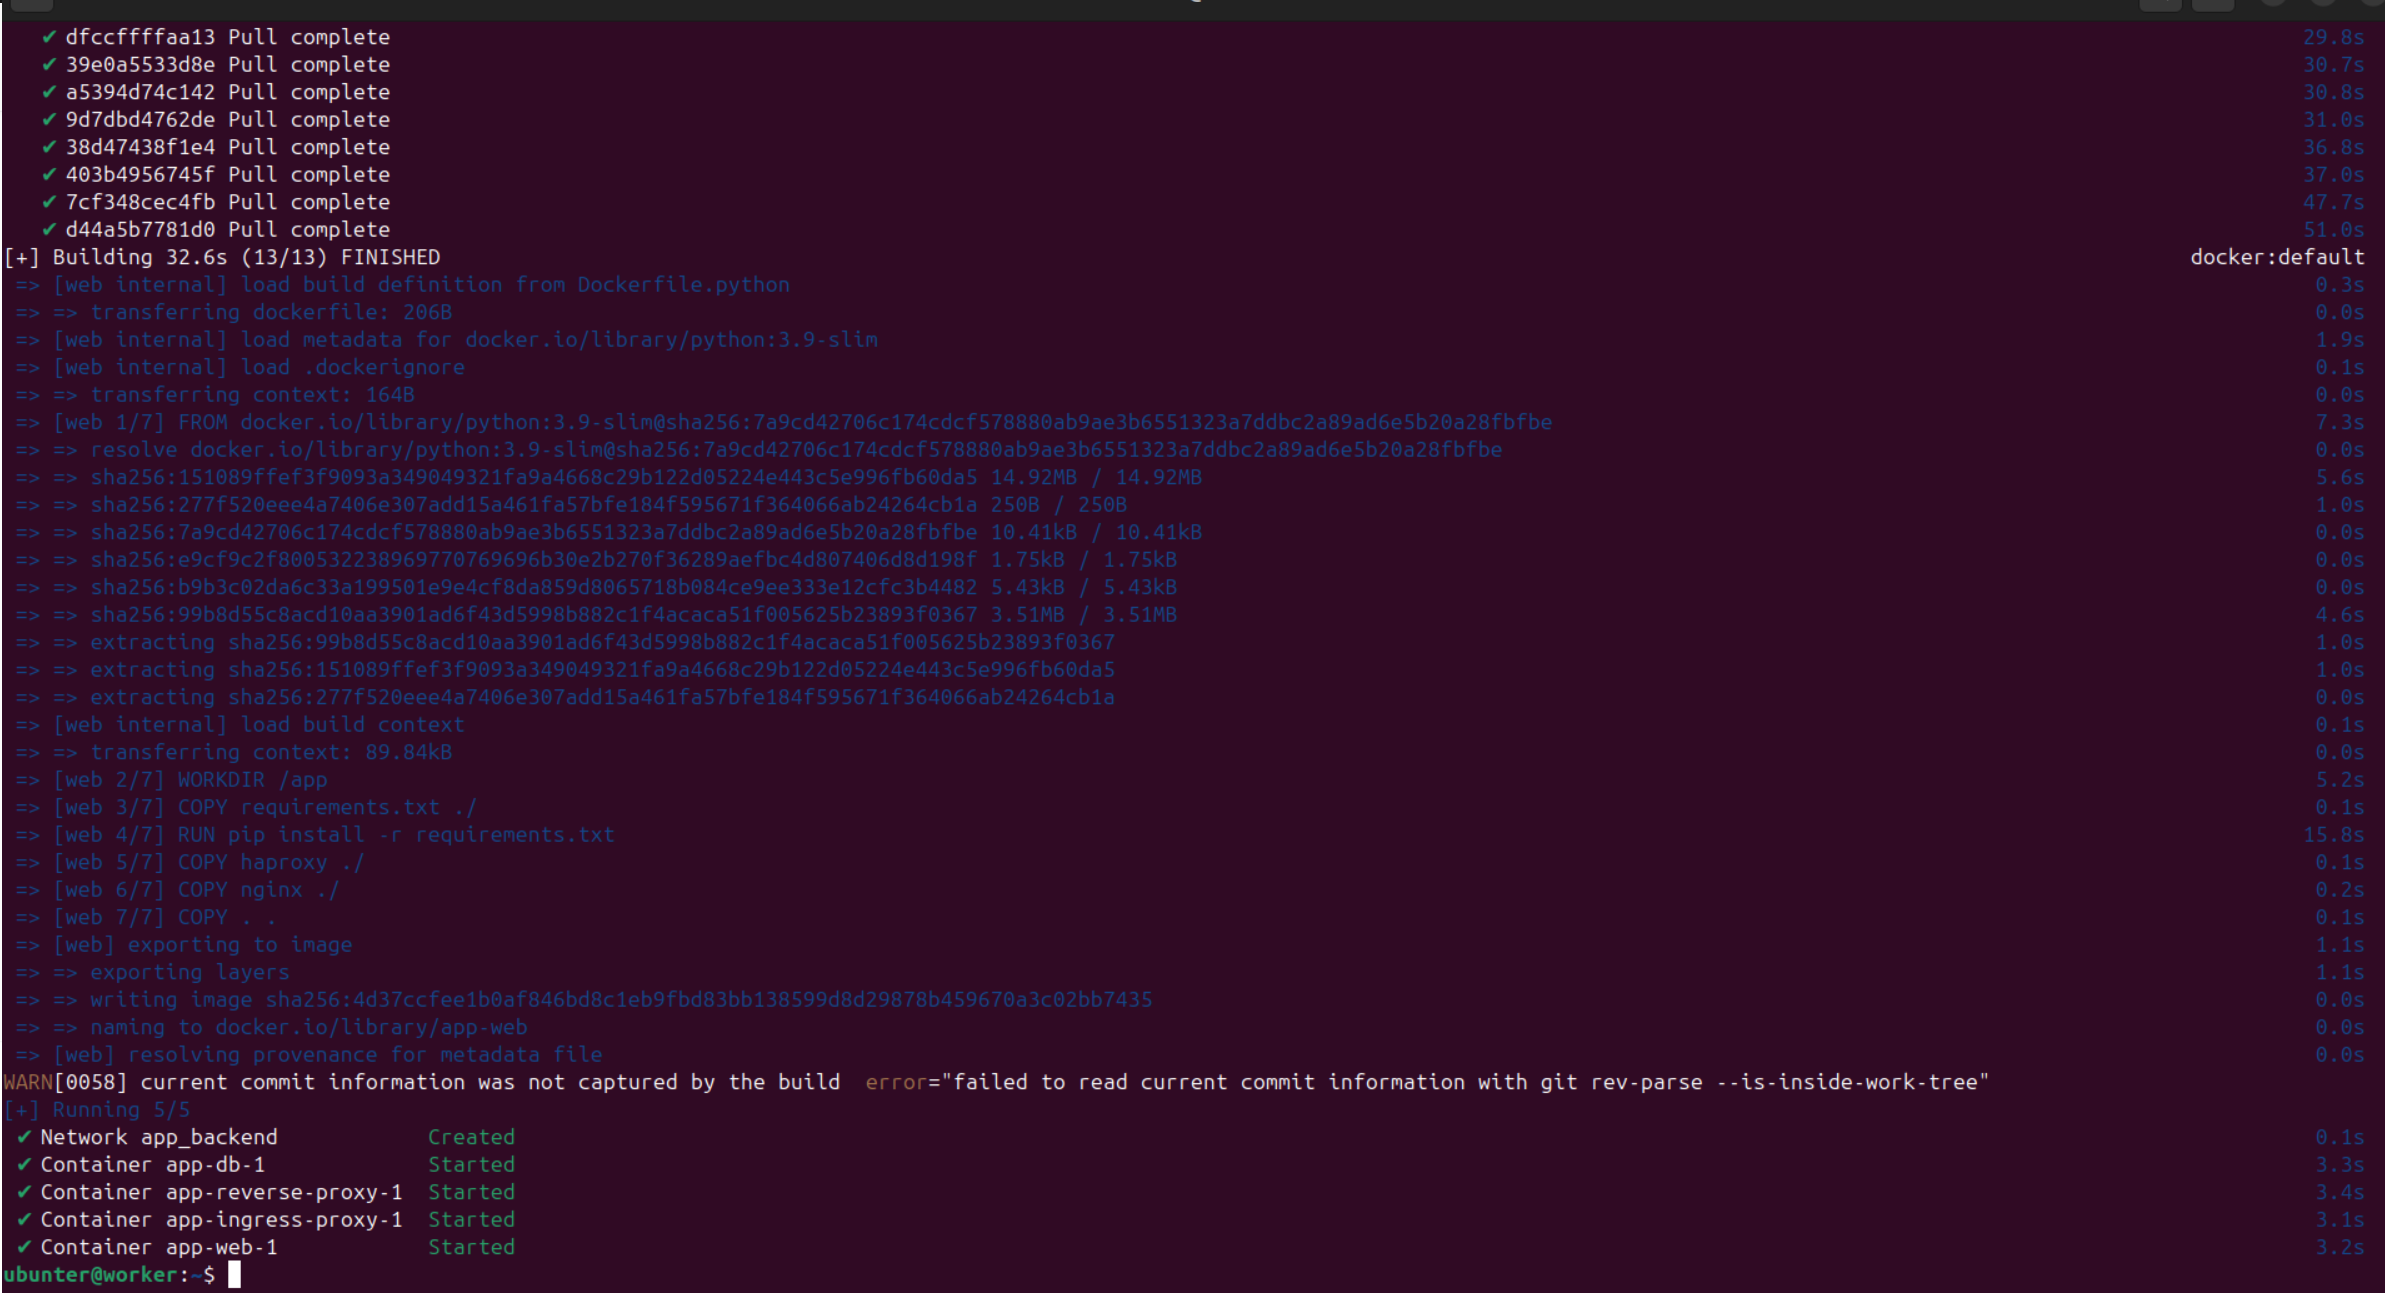 ✔ dfccffffaa13 Pull complete 29.8s
✔ 39e0a5533d8e Pull complete 30.7s
✔ a5394d74c142 Pull complete 30.8s
✔ 9d7dbd4762de Pull complete 31.0s
✔ 38d47438f1e4 Pull complete 36.8s
✔ 403b4956745f Pull complete 37.0s
✔ 7cf348cec4fb Pull complete 47.7s
✔ d44a5b7781d0 Pull complete 51.0s
[+] Building 32.6s (13/13) FINISHED docker:default
=> [web internal] load build definition from Dockerfile.python 0.3s
=> => transferring dockerfile: 206B 0.0s
=> [web internal] load metadata for docker.io/library/python:3.9-slim 1.9s
=> [web internal] load .dockerignore 0.1s
=> => transferring context: 164B 0.0s
=> [web 1/7] FROM docker.io/library/python:3.9-slim@sha256:7a9cd42706c174cdcf578880ab9ae3b6551323a7ddbc2a89ad6e5b20a28fbfbe 7.3s
=> => resolve docker.io/library/python:3.9-slim@sha256:7a9cd42706c174cdcf578880ab9ae3b6551323a7ddbc2a89ad6e5b20a28fbfbe 0.0s
=> => sha256:151089ffef3f9093a349049321fa9a4668c29b122d05224e443c5e996fb60da5 14.92MB / 14.92MB 5.6s
=> => sha256:277f520eee4a7406e307add15a461fa57bfe184f595671f364066ab24264cb1a 250B / 250B 1.0s
=> => sha256:7a9cd42706c174cdcf578880ab9ae3b6551323a7ddbc2a89ad6e5b20a28fbfbe 10.41kB / 10.41kB 0.0s
=> => sha256:e9cf9c2f8005322389697707 69696b30e2b270f36289aefbc4d807406d8d198f 1.75kB / 1.75kB 0.0s
=> => sha256:b9b3c02da6c33a199501e9e4cf8da859d8065718b084ce9ee333e12cfc3b4482 5.43kB / 5.43kB 0.0s
=> => sha256:99b8d55c8acd10aa3901ad6f43d5998b882c1f4acaca51f005625b23893f0367 3.51MB / 3.51MB 4.6s
=> => extracting sha256:99b8d55c8acd10aa3901ad6f43d5998b882c1f4acaca51f005625b23893f0367 1.0s
=> => extracting sha256:151089ffef3f9093a349049321fa9a4668c29b122d05224e443c5e996fb60da5 1.0s
=> => extracting sha256:277f520eee4a7406e307add15a461fa57bfe184f595671f364066ab24264cb1a 0.0s
=> [web internal] load build context 0.1s
=> => transferring context: 89.84kB 0.0s
=> [web 2/7] WORKDIR /app 5.2s
=> [web 3/7] COPY requirements.txt ./ 0.1s
=> [web 4/7] RUN pip install -r requirements.txt 15.8s
=> [web 5/7] COPY haproxy ./ 0.1s
=> [web 6/7] COPY nginx ./ 0.2s
=> [web 7/7] COPY . . 0.1s
=> [web] exporting to image 1.1s
=> => exporting layers 1.1s
=> => writing image sha256:4d37ccfee1b0af846bd8c1eb9fbd83bb138599d8d29878b459670a3c02bb7435 0.0s
=> => naming to docker.io/library/app-web 0.0s
=> [web] resolving provenance for metadata file 0.0s
WARN[0058] current commit information was not captured by the build error="failed to read current commit information with git rev-parse --is-inside-work-tree"
[+] Running 5/5
✔ Network app_backend Created 0.1s
✔ Container app-db-1 Started 3.3s
✔ Container app-reverse-proxy-1 Started 3.4s
✔ Container app-ingress-proxy-1 Started 3.1s
✔ Container app-web-1 Started 3.2s
ubunter@worker:~$